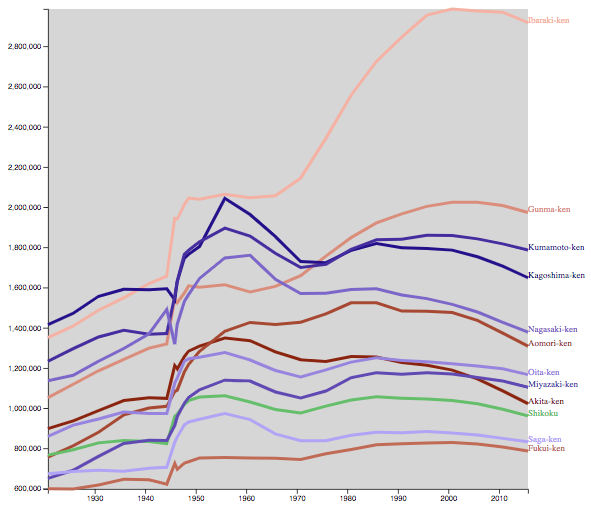 2,800,000
2,600,000
2,400,000
2,200,000
2,000,000
1,800,000
1,600,000
1,400,000
1,200,000
1,000,000
800,000
600,000
1930
1940
1950
1960
1970
1980
1990
2000
2010
Ibaraki-ken
Gunma-ken
Kumamoto-ken
Kagoshima-ken
Nagasaki-ken
Aomori-ken
Oita-ken
Miyazaki-ken
Akita-ken
Shikoku
Saga-ken
Fukui-ken